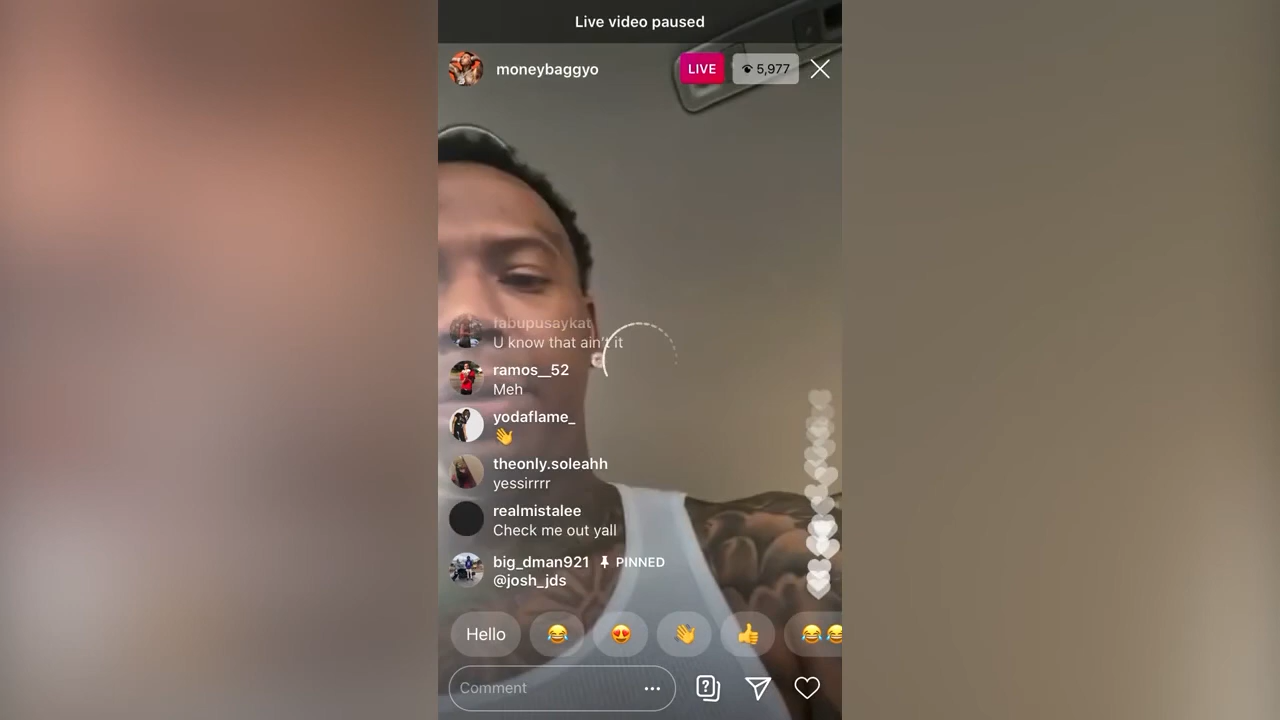 Live video paused
moneybaggyo
LIVE
5,977
fabupusaykat
U know that ain't it
ramos__52
Meh
yodaflame_
👋
theonly.soleahh
yessirrrr
realmistalee
Check me out yall
big_dman921 PINNED
@josh_jds
Hello 😂 😍 👋 👍 😂😂
Comment